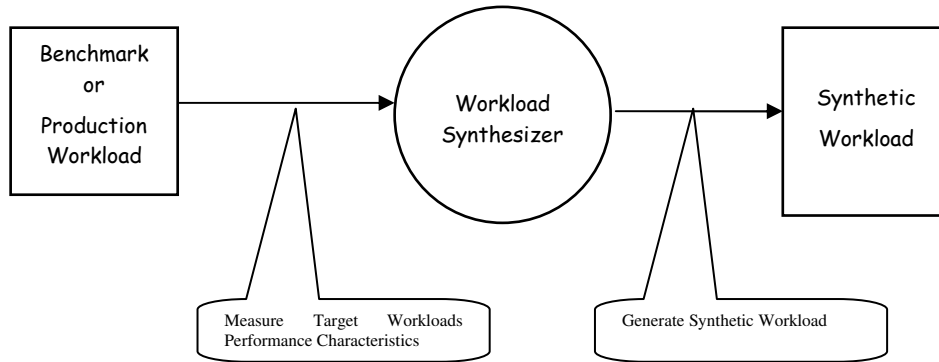 Benchmark
or
Production
Workload
Workload
Synthesizer
Synthetic
Workload
Measure Target Workloads
Performance Characteristics
Generate Synthetic Workload